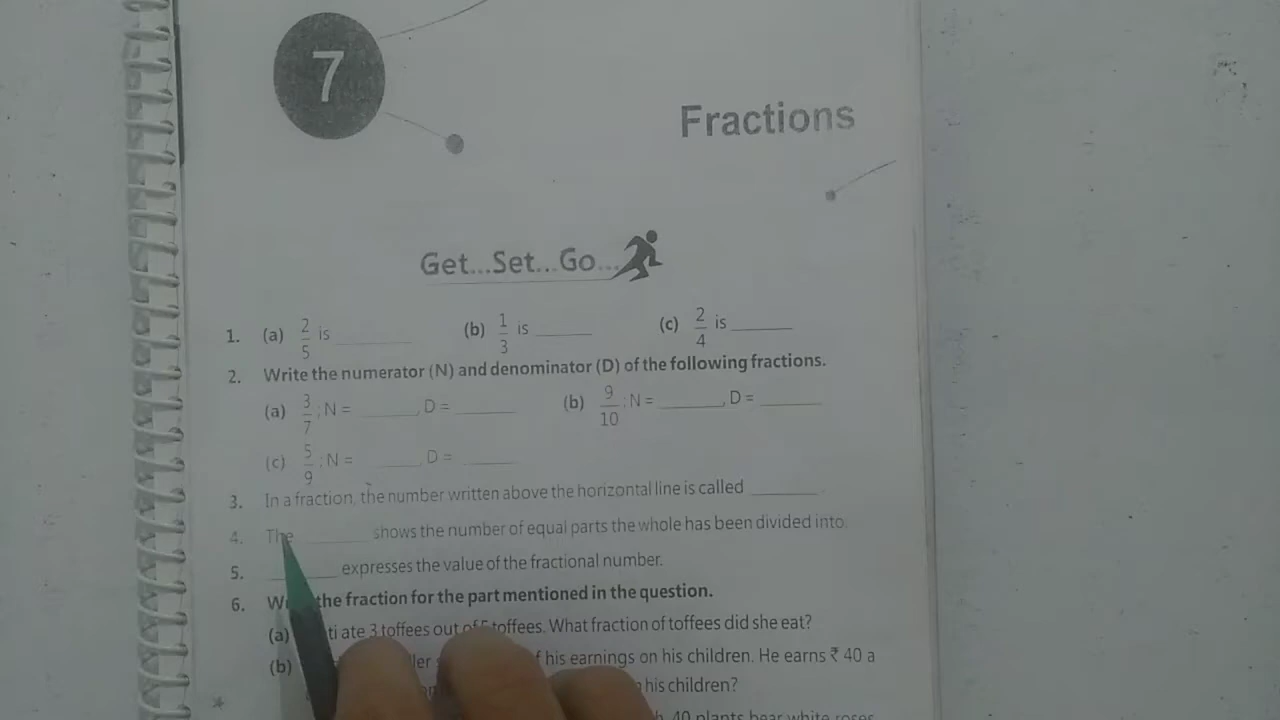 7
Fractions
Get...Set...Go...
1. (a) 2/5 is ______ (b) 1/3 is ______ (c) 2/4 is ______
2. Write the numerator (N) and denominator (D) of the following fractions.
(a) 3/7 ; N = ______, D = ______ (b) 9/10 ; N = ______, D = ______
(c) 5/9 ; N = ______ D = ______
3. In a fraction, the number written above the horizontal line is called ______.
4. The ______ shows the number of equal parts the whole has been divided into.
5. ______ expresses the value of the fractional number.
6. the fraction for the part mentioned in the question.
(a) ate 3 toffees out of 5 toffees. What fraction of toffees did she eat?
(b) of his earnings on his children. He earns ₹ 40 a
his children?
40 plants bear white roses